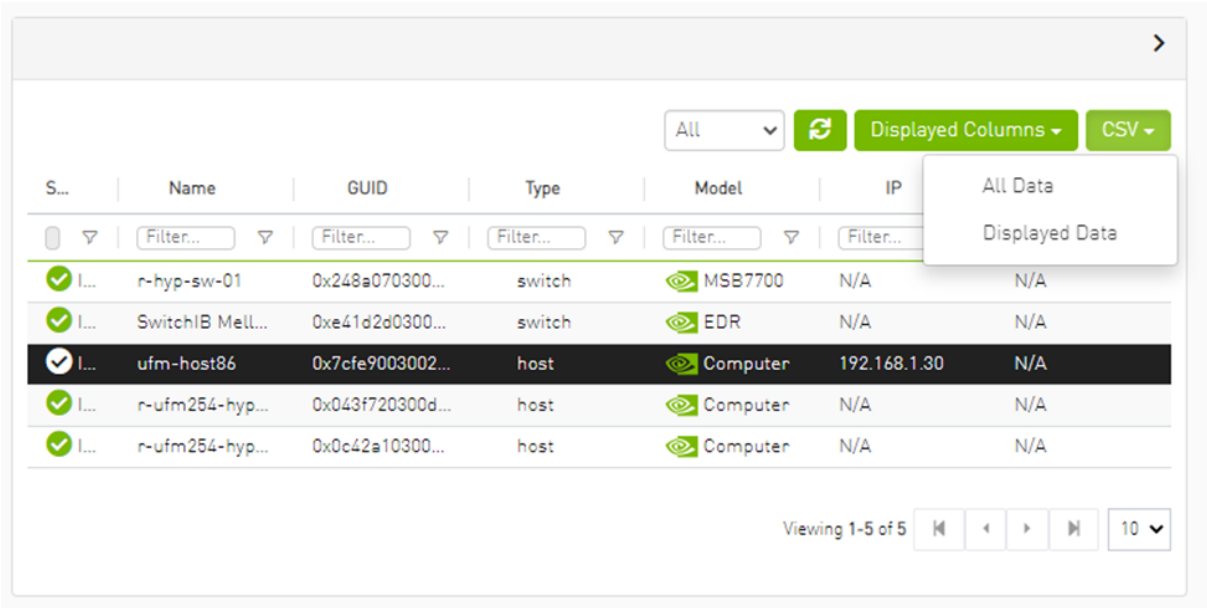 All Displayed Columns CSV
All Data
Displayed Data
S... Name GUID Type Model IP
Filter... Filter... Filter... Filter... Filter...
I... r-hyp-sw-01 0x248a070300... switch MSB7700 N/A N/A
I... SwitchIB Mell... 0xe41d2d0300... switch EDR N/A N/A
I... ufm-host86 0x7cfe9003002... host Computer 192.168.1.30 N/A
I... r-ufm254-hyp... 0x043f720300d... host Computer N/A N/A
I... r-ufm254-hyp... 0x0c42a10300... host Computer N/A N/A
Viewing 1-5 of 5 10